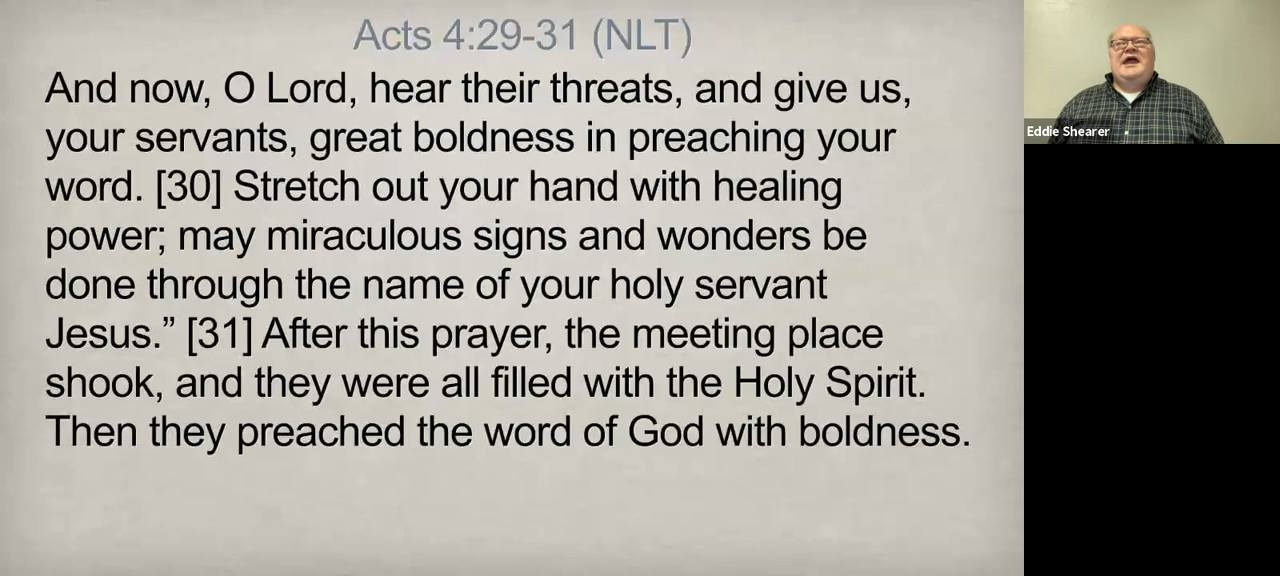 Acts 4:29-31 (NLT)
And now, O Lord, hear their threats, and give us,
your servants, great boldness in preaching your
word. [30] Stretch out your hand with healing
power; may miraculous signs and wonders be
done through the name of your holy servant
Jesus.” [31] After this prayer, the meeting place
shook, and they were all filled with the Holy Spirit.
Then they preached the word of God with boldness.
Eddie Shearer